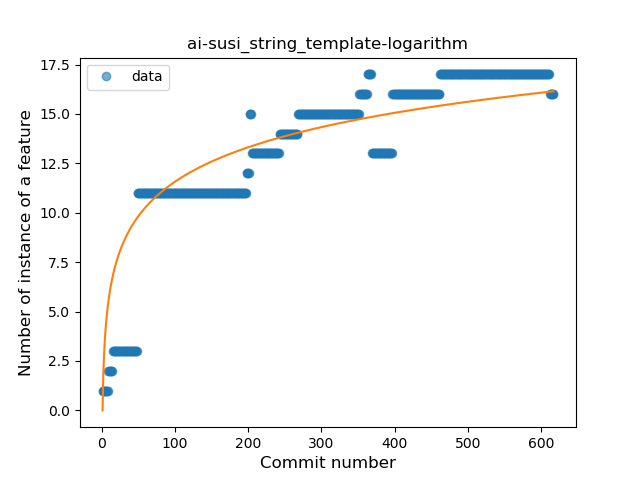 ai-susi_string_template-logarithm
data
Number of instance of a feature
17.5
15.0
12.5
10.0
7.5
5.0
2.5
0.0
0 100 200 300 400 500 600
Commit number